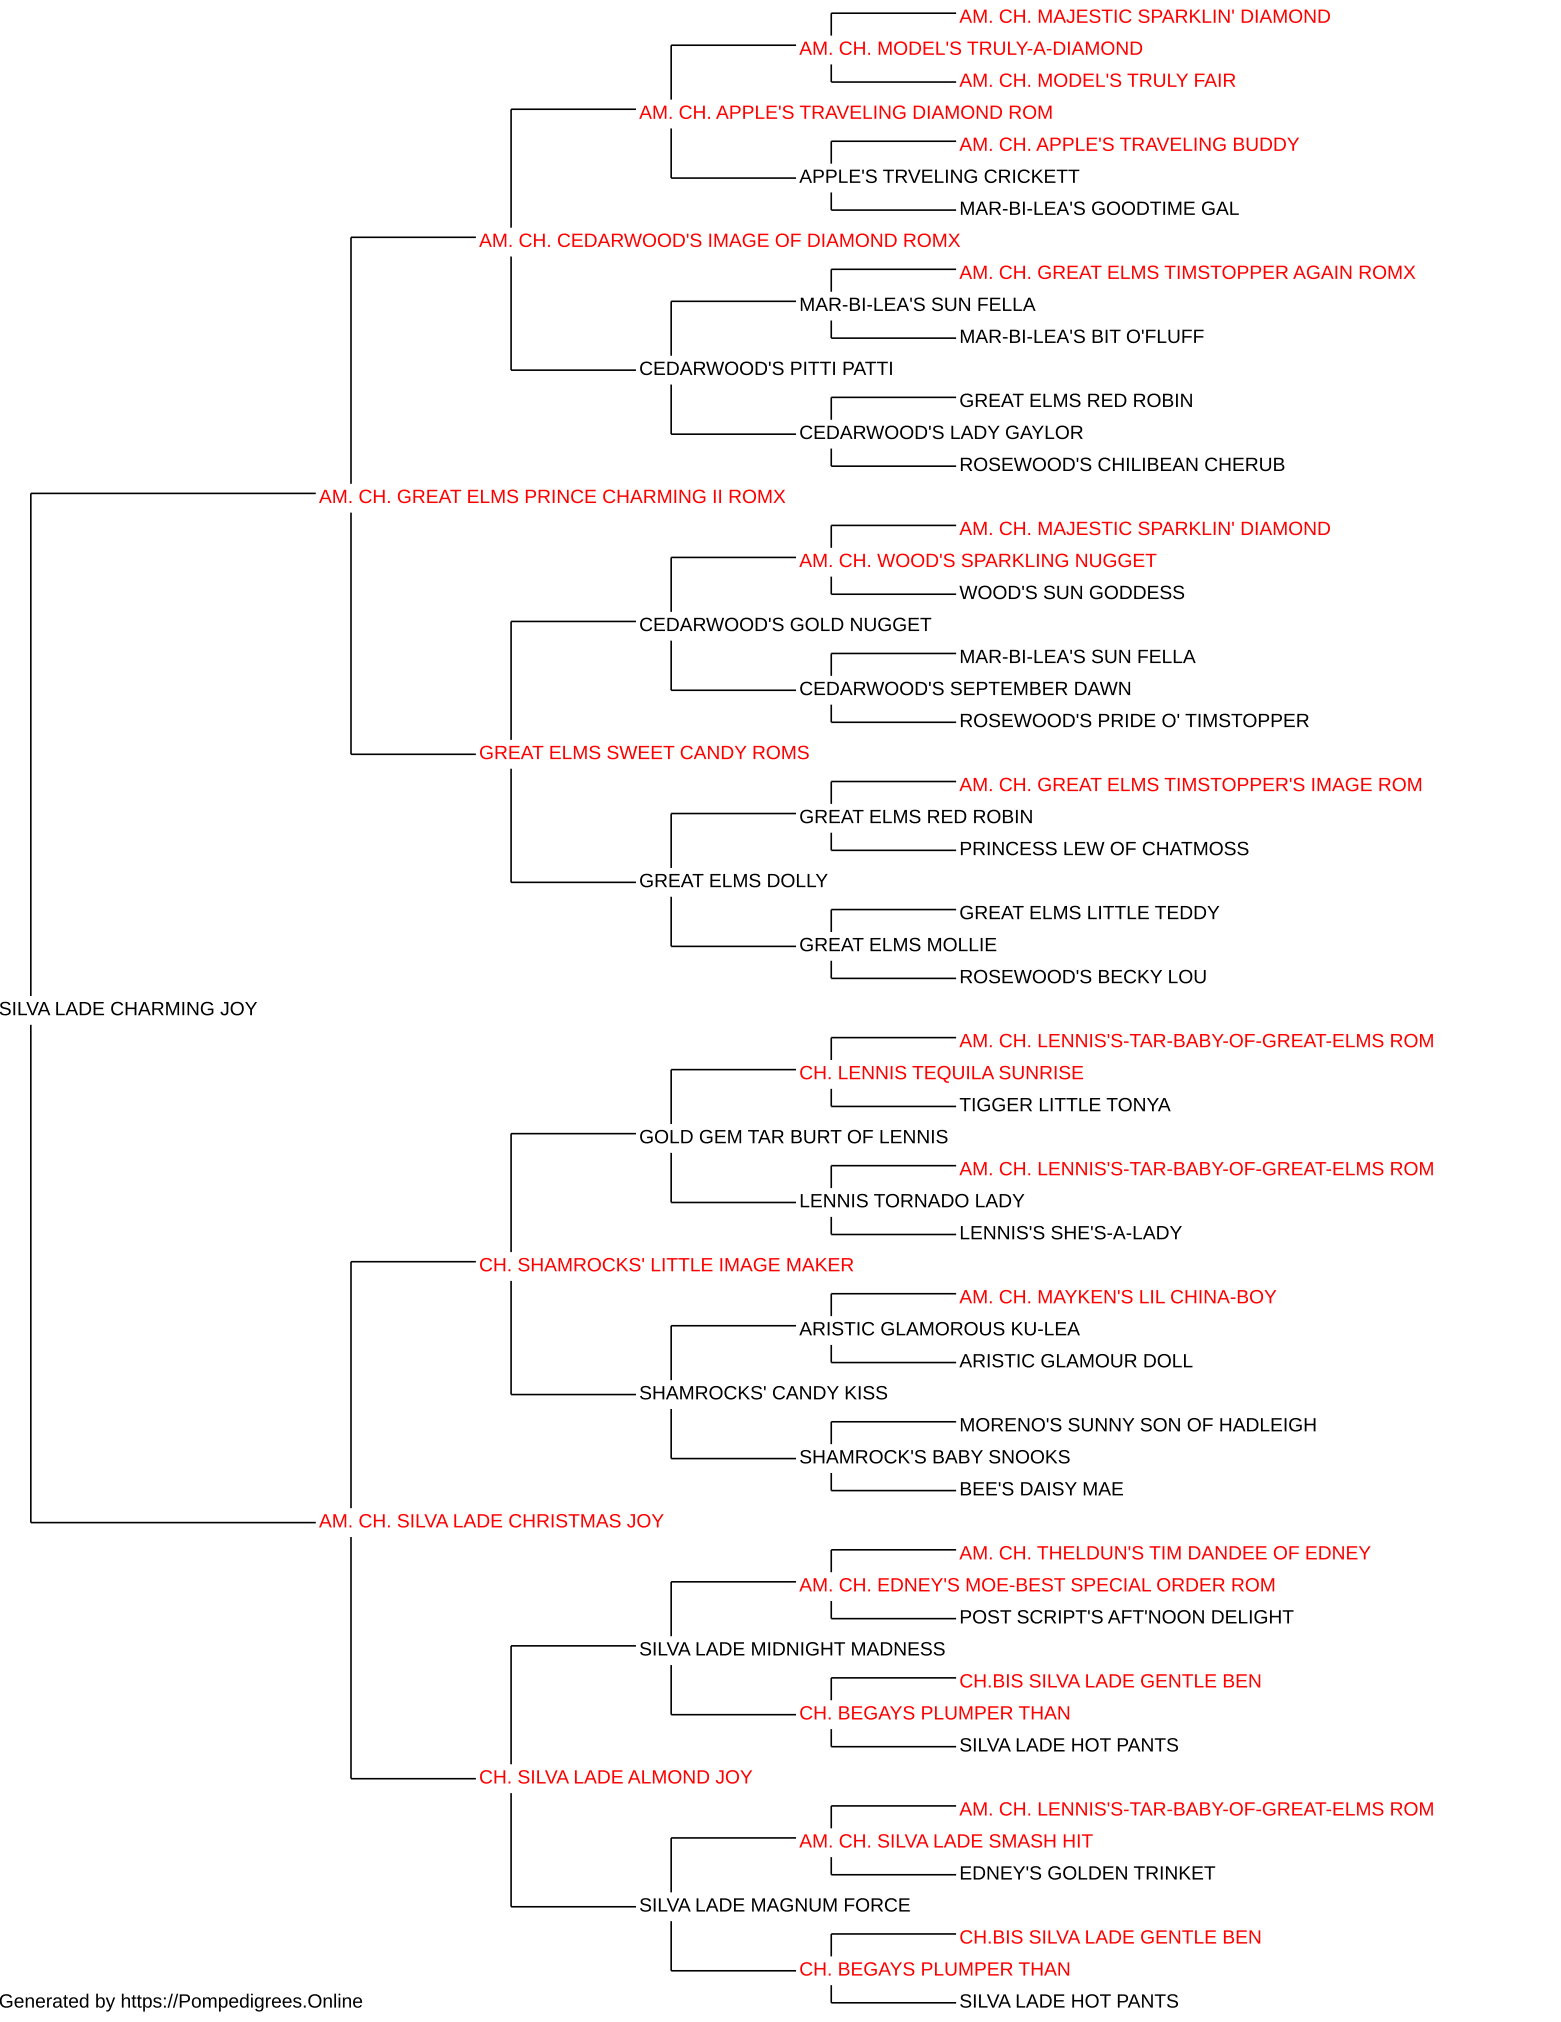 AM. CH. MAJESTIC SPARKLIN' DIAMOND
AM. CH. MODEL'S TRULY-A-DIAMOND
AM. CH. MODEL'S TRULY FAIR
AM. CH. APPLE'S TRAVELING DIAMOND ROM
AM. CH. APPLE'S TRAVELING BUDDY
APPLE'S TRVELING CRICKETT
MAR-BI-LEA'S GOODTIME GAL
AM. CH. CEDARWOOD'S IMAGE OF DIAMOND ROMX
AM. CH. GREAT ELMS TIMSTOPPER AGAIN ROMX
MAR-BI-LEA'S SUN FELLA
MAR-BI-LEA'S BIT O'FLUFF
CEDARWOOD'S PITTI PATTI
GREAT ELMS RED ROBIN
CEDARWOOD'S LADY GAYLOR
ROSEWOOD'S CHILIBEAN CHERUB
AM. CH. GREAT ELMS PRINCE CHARMING II ROMX
AM. CH. MAJESTIC SPARKLIN' DIAMOND
AM. CH. WOOD'S SPARKLING NUGGET
WOOD'S SUN GODDESS
CEDARWOOD'S GOLD NUGGET
MAR-BI-LEA'S SUN FELLA
CEDARWOOD'S SEPTEMBER DAWN
ROSEWOOD'S PRIDE O' TIMSTOPPER
GREAT ELMS SWEET CANDY ROMS
AM. CH. GREAT ELMS TIMSTOPPER'S IMAGE ROM
GREAT ELMS RED ROBIN
PRINCESS LEW OF CHATMOSS
GREAT ELMS DOLLY
GREAT ELMS LITTLE TEDDY
GREAT ELMS MOLLIE
ROSEWOOD'S BECKY LOU
SILVA LADE CHARMING JOY
AM. CH. LENNIS'S-TAR-BABY-OF-GREAT-ELMS ROM
CH. LENNIS TEQUILA SUNRISE
TIGGER LITTLE TONYA
GOLD GEM TAR BURT OF LENNIS
AM. CH. LENNIS'S-TAR-BABY-OF-GREAT-ELMS ROM
LENNIS TORNADO LADY
LENNIS'S SHE'S-A-LADY
CH. SHAMROCKS' LITTLE IMAGE MAKER
AM. CH. MAYKEN'S LIL CHINA-BOY
ARISTIC GLAMOROUS KU-LEA
ARISTIC GLAMOUR DOLL
SHAMROCKS' CANDY KISS
MORENO'S SUNNY SON OF HADLEIGH
SHAMROCK'S BABY SNOOKS
BEE'S DAISY MAE
AM. CH. SILVA LADE CHRISTMAS JOY
AM. CH. THELDUN'S TIM DANDEE OF EDNEY
AM. CH. EDNEY'S MOE-BEST SPECIAL ORDER ROM
POST SCRIPT'S AFT'NOON DELIGHT
SILVA LADE MIDNIGHT MADNESS
CH.BIS SILVA LADE GENTLE BEN
CH. BEGAYS PLUMPER THAN
SILVA LADE HOT PANTS
CH. SILVA LADE ALMOND JOY
AM. CH. LENNIS'S-TAR-BABY-OF-GREAT-ELMS ROM
AM. CH. SILVA LADE SMASH HIT
EDNEY'S GOLDEN TRINKET
SILVA LADE MAGNUM FORCE
CH.BIS SILVA LADE GENTLE BEN
CH. BEGAYS PLUMPER THAN
SILVA LADE HOT PANTS
Generated by https://Pompedigrees.Online